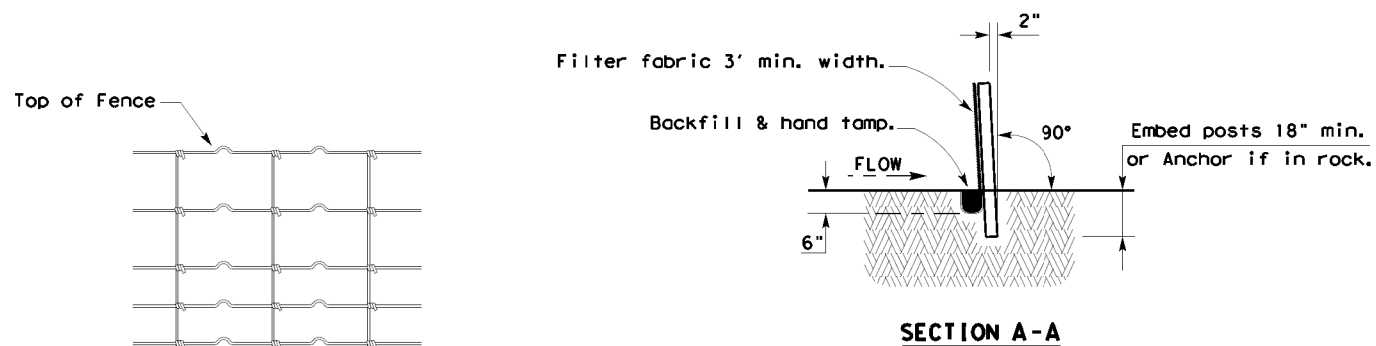 Top of Fence
2"
Filter fabric 3' min. width.
Backfill & hand tamp.
90°
Embed posts 18" min.
or Anchor if in rock.
FLOW
6"
SECTION A-A